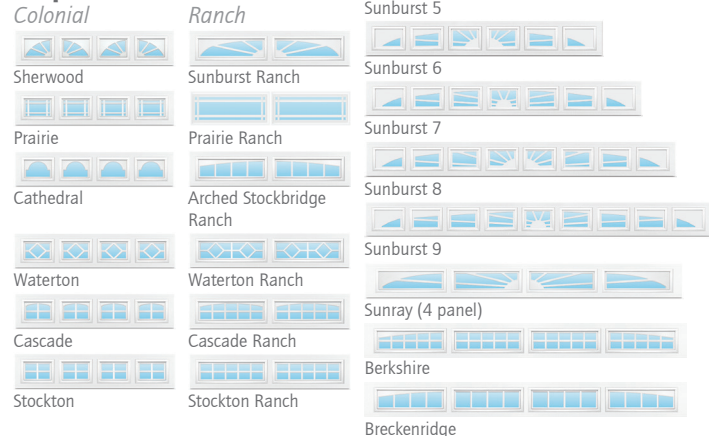 Colonial
Sherwood
Prairie
Cathedral
Waterton
Cascade
Stockton
Ranch
Sunburst Ranch
Prairie Ranch
Arched Stockbridge
Ranch
Waterton Ranch
Cascade Ranch
Stockton Ranch
Sunburst 5
Sunburst 6
Sunburst 7
Sunburst 8
Sunburst 9
Sunray (4 panel)
Berkshire
Breckenridge